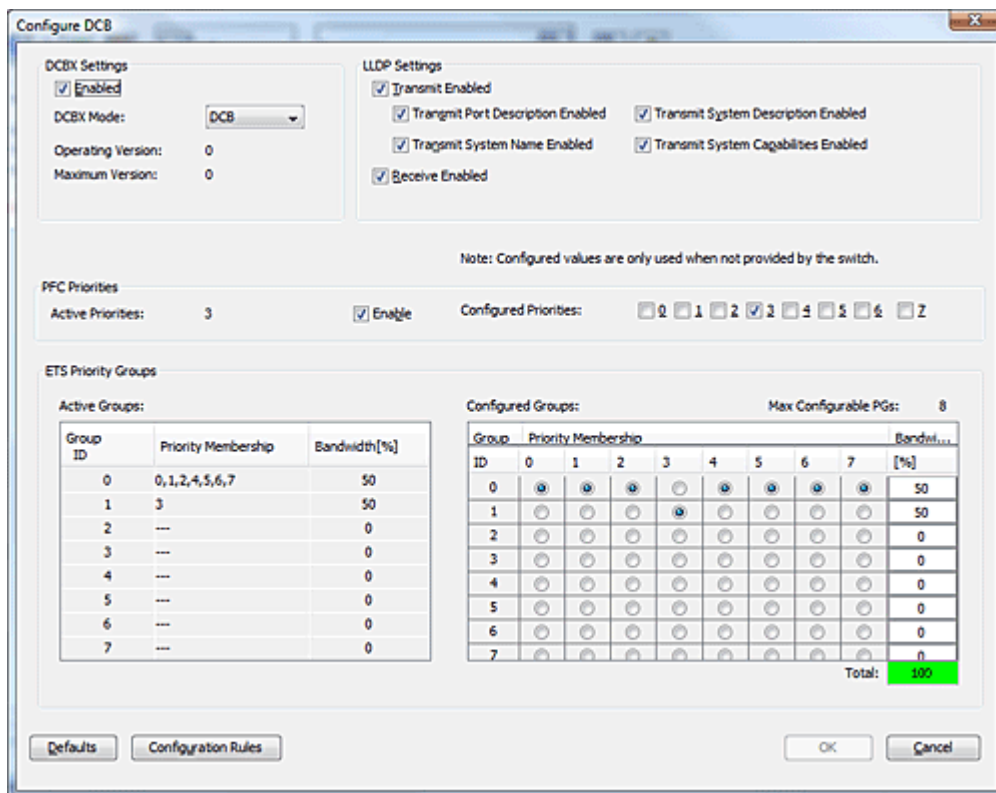 Configure DCB
DCBX Settings
Enabled
DCBX Mode: DCB
Operating Version: 0
Maximum Version: 0
LLDP Settings
Transmit Enabled
Transmit Port Description Enabled Transmit System Description Enabled
Transmit System Name Enabled Transmit System Capabilities Enabled
Receive Enabled
Note: Configured values are only used when not provided by the switch.
PFC Priorities
Active Priorities: 3 Enable Configured Priorities: 0 1 2 3 4 5 6 7
ETS Priority Groups
Active Groups:
Group ID Priority Membership Bandwidth[%]
0 0,1,2,4,5,6,7 50
1 3 50
2 --- 0
3 --- 0
4 --- 0
5 --- 0
6 --- 0
7 --- 0
Configured Groups: Max Configurable PGs: 8
Group Priority Membership Bandwi...
ID 0 1 2 3 4 5 6 7 [%]
0 50
1 50
2 0
3 0
4 0
5 0
6 0
7 0
Total: 100
Defaults Configuration Rules OK Cancel